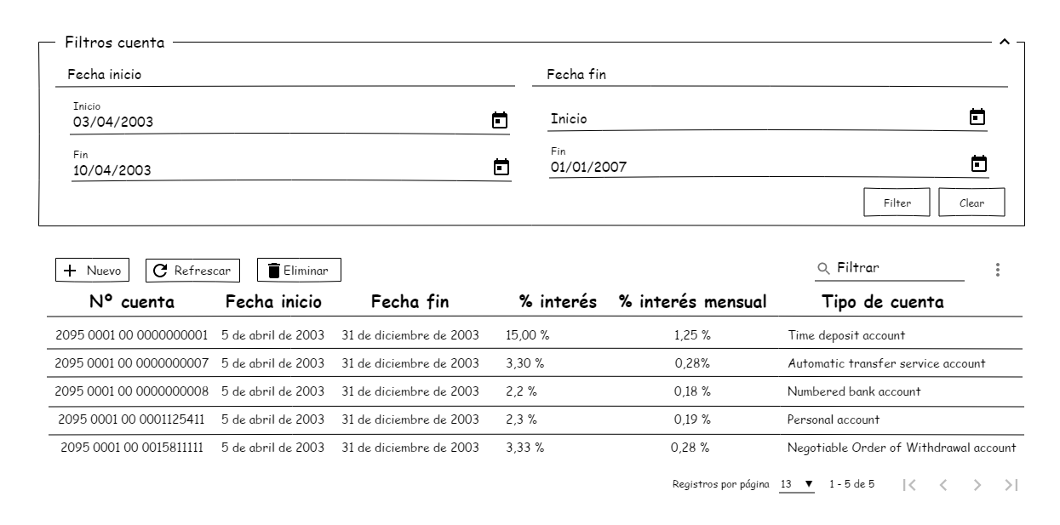 Filtros cuenta
Fecha inicio
Fecha fin
Inicio
03/04/2003
Inicio
Fin
10/04/2003
Fin
01/01/2007
Filter Clear
Nuevo Refrescar Eliminar Filtrar
Nº cuenta Fecha inicio Fecha fin % interés % interés mensual Tipo de cuenta
2095 0001 00 0000000001 5 de abril de 2003 31 de diciembre de 2003 15,00 % 1,25 % Time deposit account
2095 0001 00 0000000007 5 de abril de 2003 31 de diciembre de 2003 3,30 % 0,28% Automatic transfer service account
2095 0001 00 0000000008 5 de abril de 2003 31 de diciembre de 2003 2,2 % 0,18 % Numbered bank account
2095 0001 00 0001125411 5 de abril de 2003 31 de diciembre de 2003 2,3 % 0,19 % Personal account
2095 0001 00 0015811111 5 de abril de 2003 31 de diciembre de 2003 3,33 % 0,28 % Negotiable Order of Withdrawal account
Registros por página 13 1 - 5 de 5